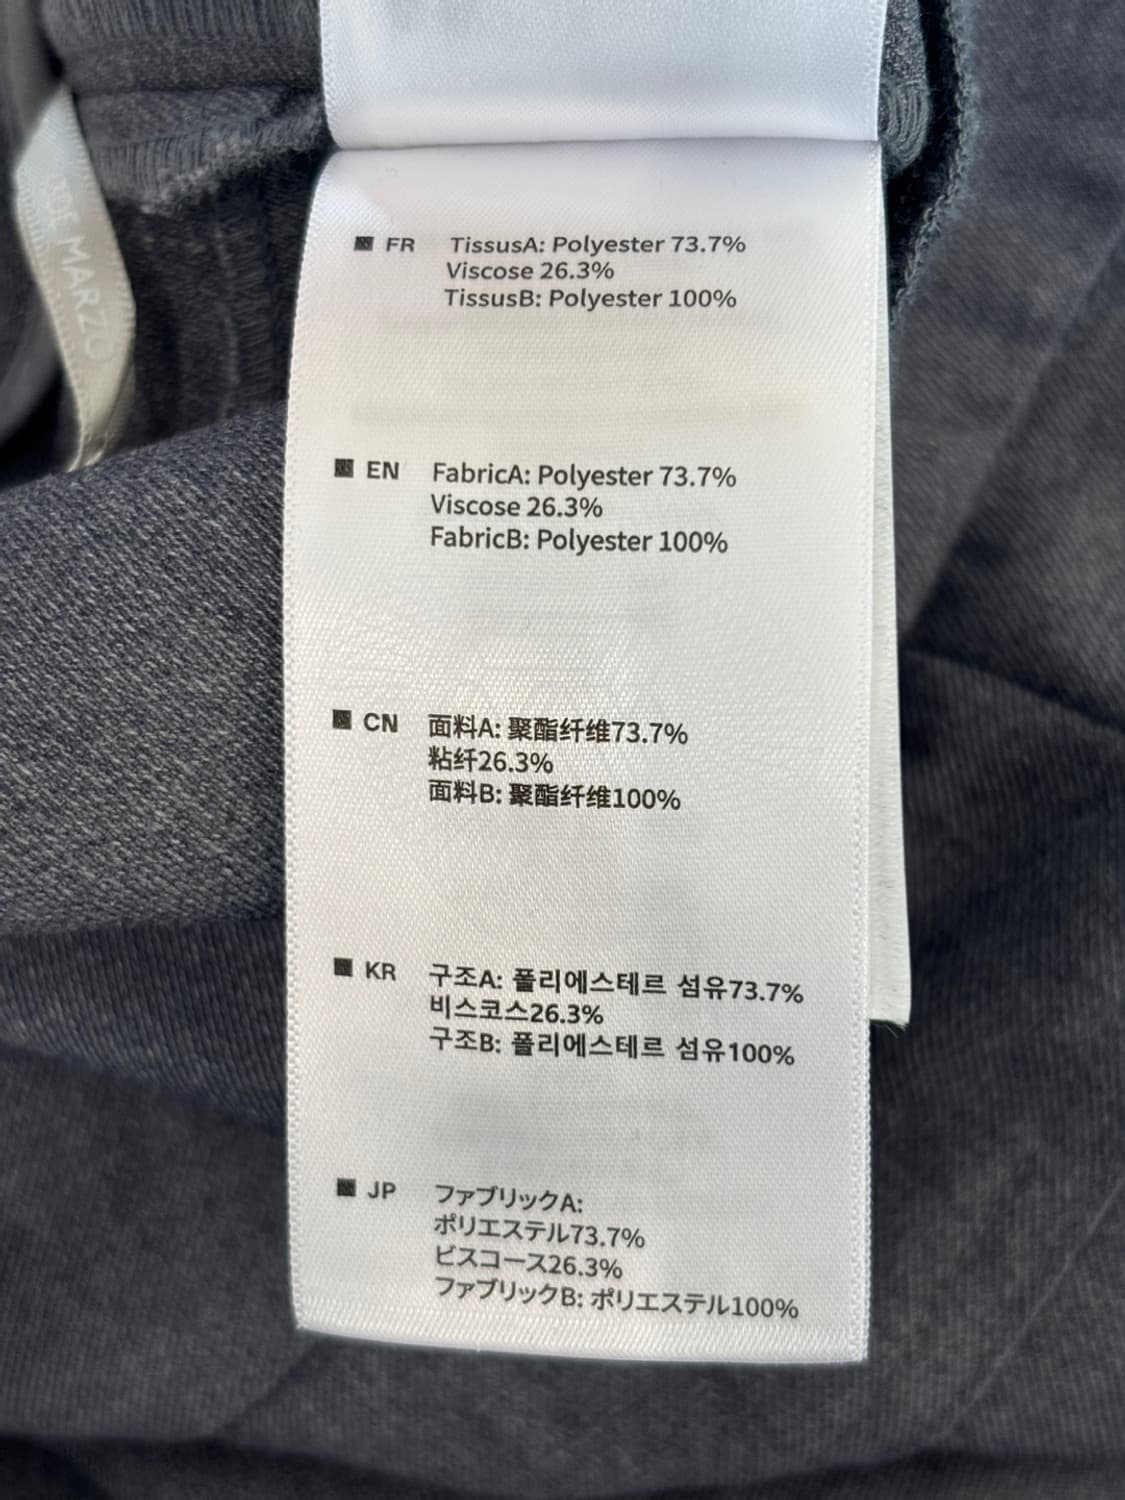 DE MARZO
FR TissusA: Polyester 73.7%
Viscose 26.3%
TissusB: Polyester 100%
EN FabricA: Polyester 73.7%
Viscose 26.3%
FabricB: Polyester 100%
CN 面料A: 聚酯纤维73.7%
粘纤26.3%
面料B: 聚酯纤维100%
KR 구조A: 폴리에스테르 섬유73.7%
비스코스26.3%
구조B: 폴리에스테르 섬유100%
JP ファブリックA:
ポリエステル73.7%
ビスコース26.3%
ファブリックB: ポリエステル100%